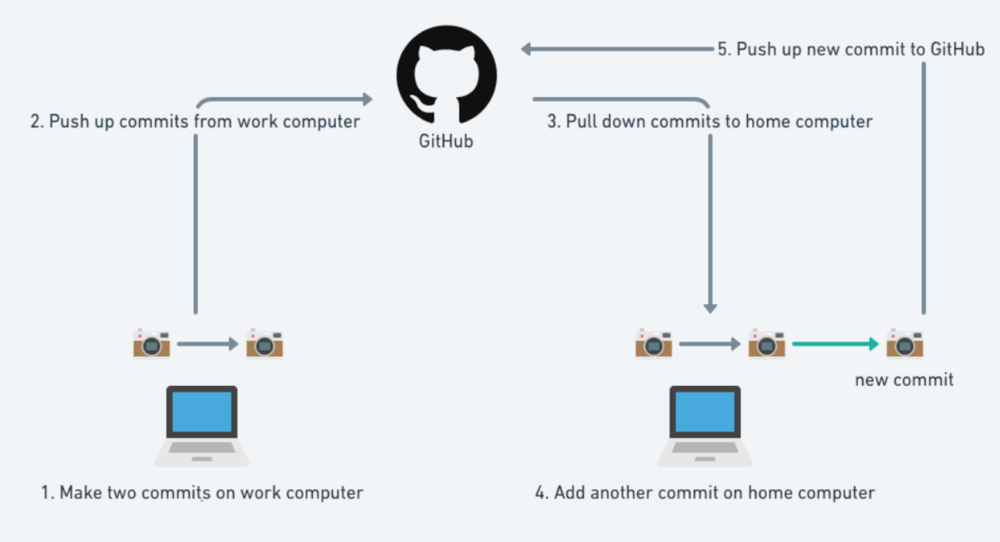 5. Push up new commit to GitHub
2. Push up commits from work computer
3. Pull down commits to home computer
GitHub
new commit
1. Make two commits on work computer
4. Add another commit on home computer